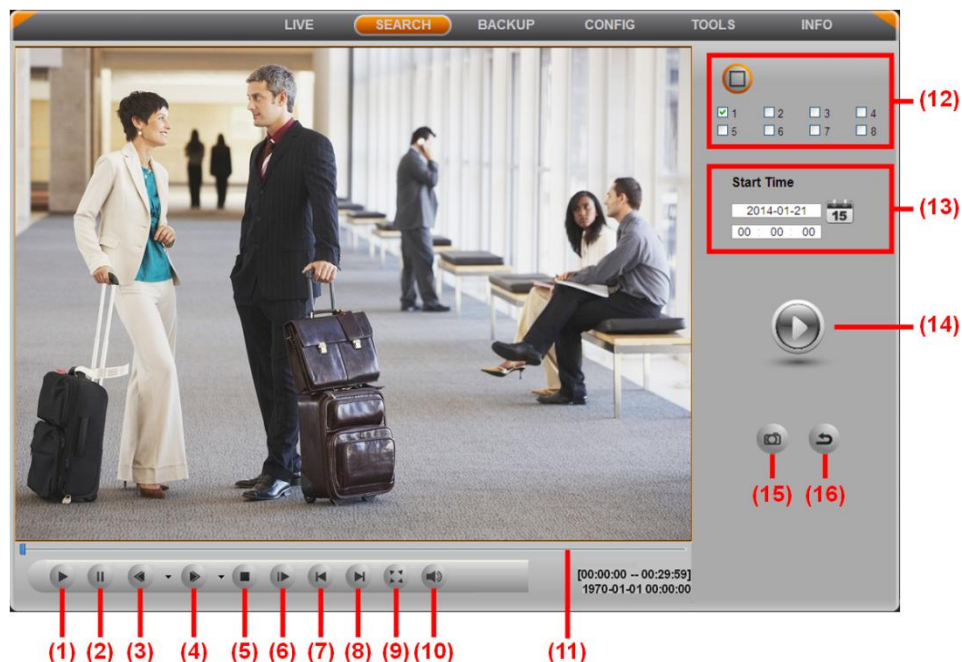 LIVE SEARCH BACKUP CONFIG TOOLS INFO
1 2 3 4
5 6 7 8
(12)
Start Time
2014-01-21
15
00 : 00 : 00
(13)
(14)
(15) (16)
[00:00:00 -- 00:29:59]
1970-01-01 00:00:00
(1) (2) (3) (4) (5) (6) (7) (8) (9) (10) (11)